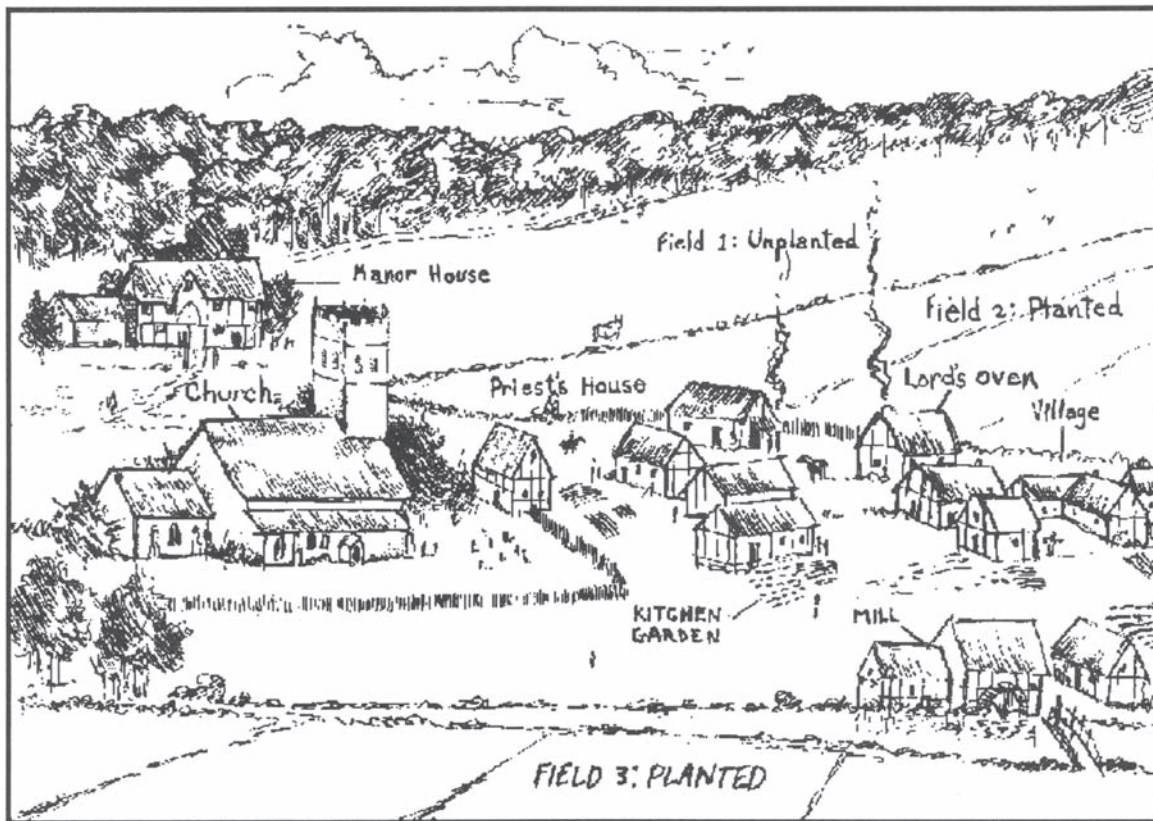 Field 1: Unplanted
Manor House
Field 2: Planted
Church
Priest's House
Lord's Oven
Village
KITCHEN
GARDEN
MILL
FIELD 3: PLANTED